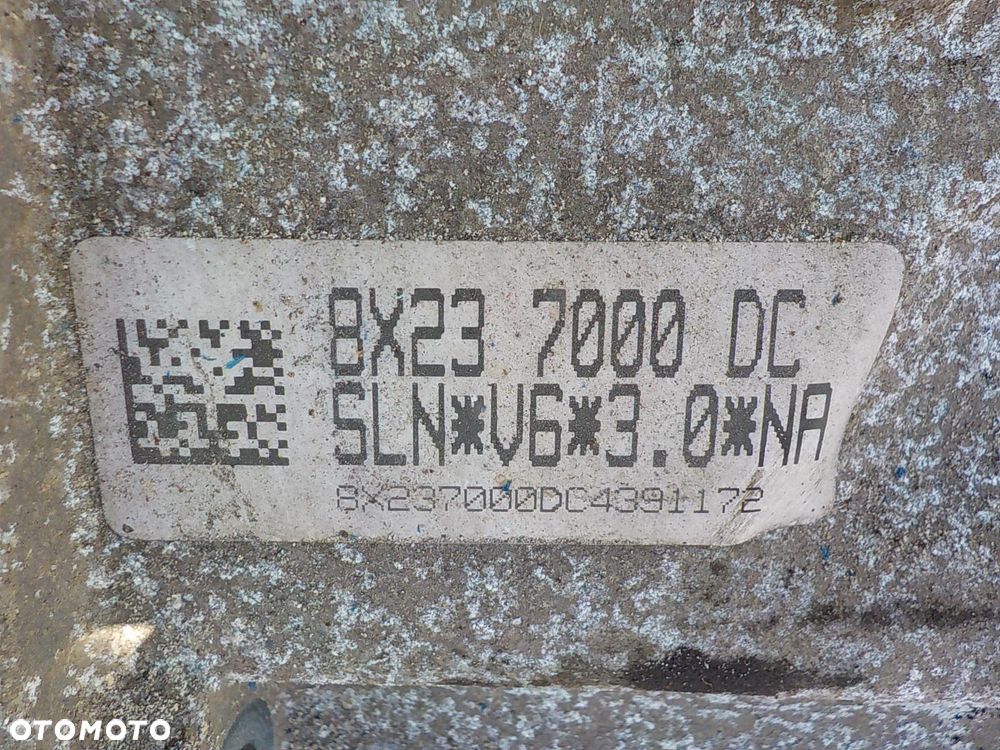 8X23 7000 DC
SLN*V6*3.0*NA
8X237000DC4391172
OTOMOTO